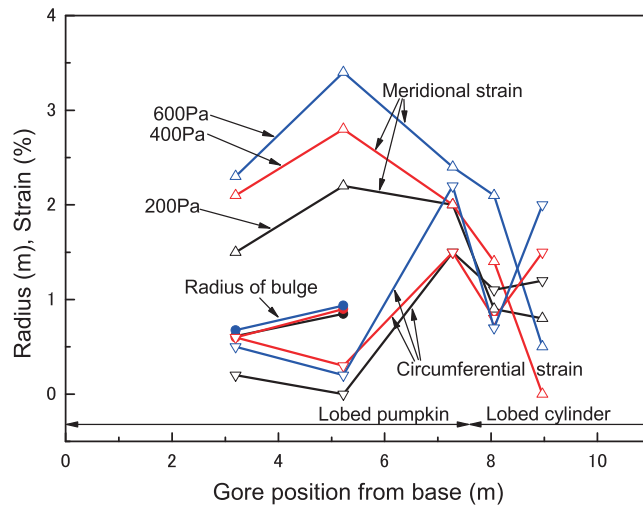 4
3
2
1
0
Radius (m), Strain (%)
600Pa
400Pa
200Pa
Meridional strain
Radius of bulge
Circumferential strain
Lobed pumpkin
Lobed cylinder
0 2 4 6 8 10
Gore position from base (m)